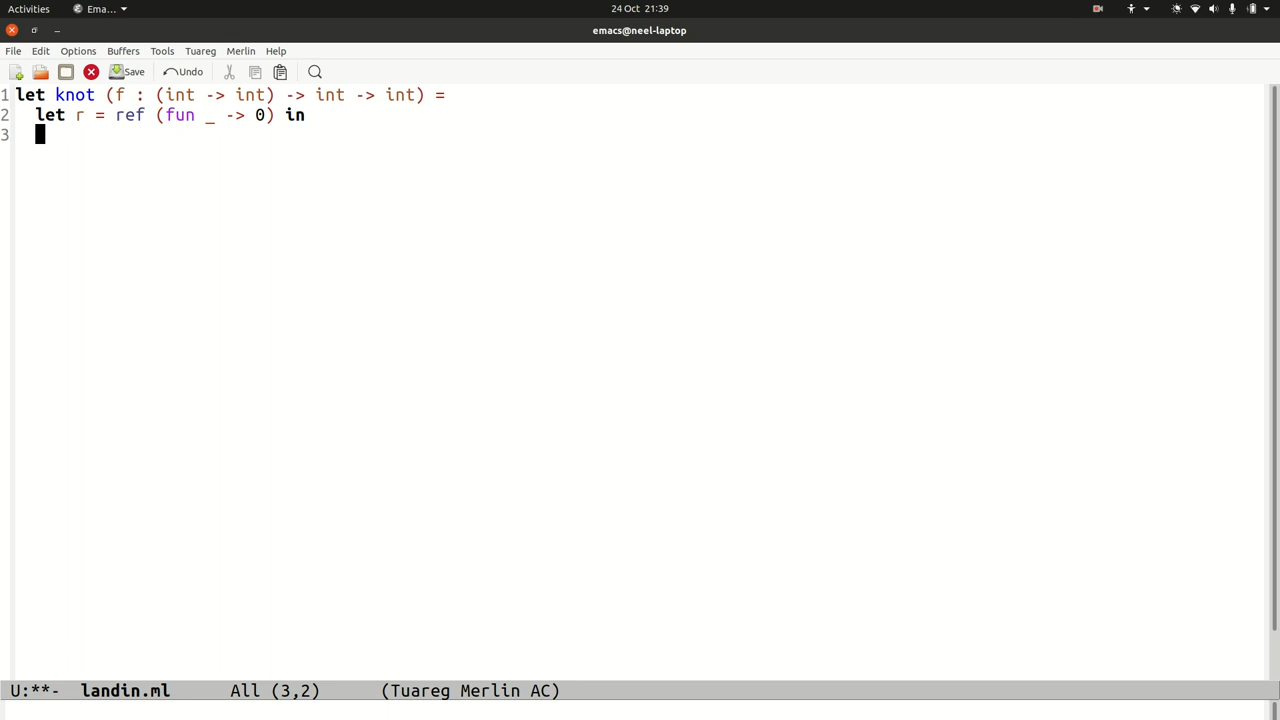 Activities Ema... 24 Oct 21:39
emacs@neel-laptop
File Edit Options Buffers Tools Tuareg Merlin Help
Save Undo
1 let knot (f : (int -> int) -> int -> int) =
2 let r = ref (fun _ -> 0) in
3
U:**- landin.ml All (3,2) (Tuareg Merlin AC)